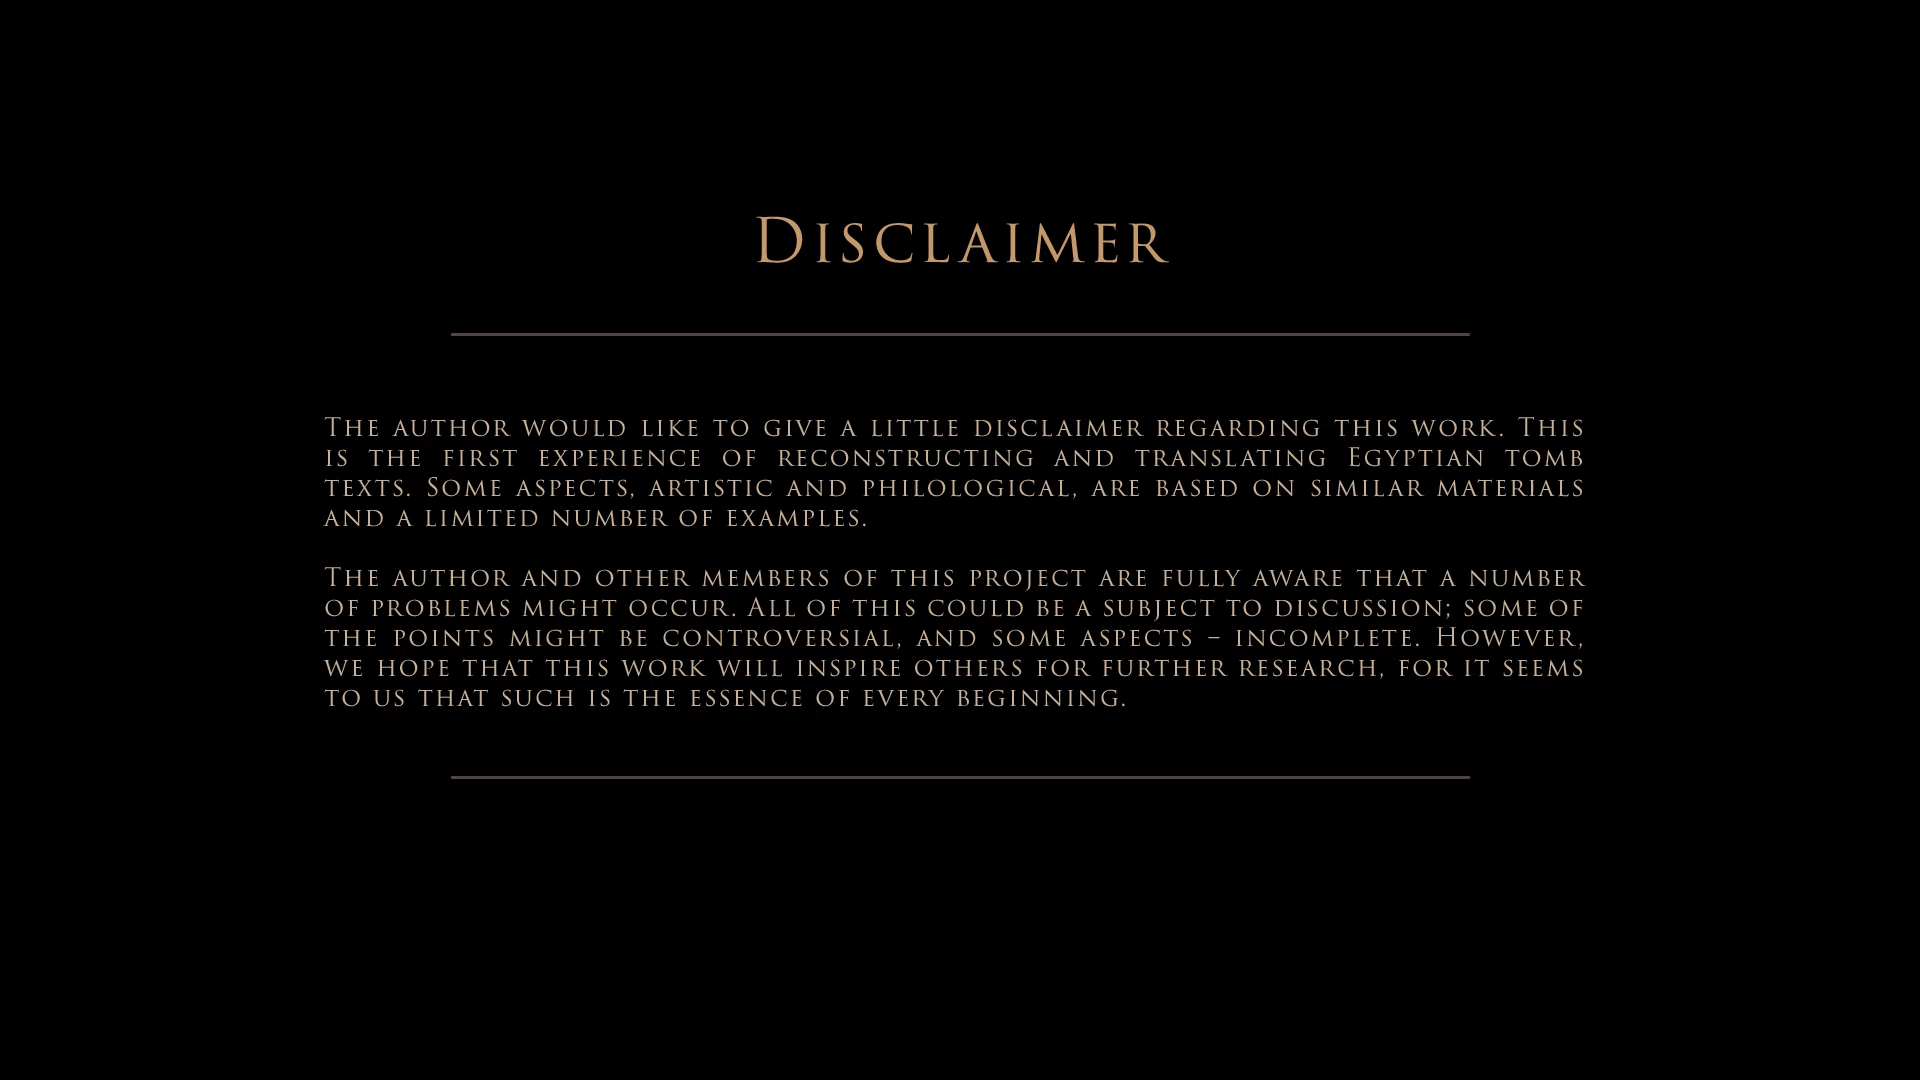 Disclaimer
The author would like to give a little disclaimer regarding this work. This
is the first experience of reconstructing and translating Egyptian tomb
texts. Some aspects, artistic and philological, are based on similar materials
and a limited number of examples.
The author and other members of this project are fully aware that a number
of problems might occur. All of this could be a subject to discussion; some of
the points might be controversial, and some aspects – incomplete. However,
we hope that this work will inspire others for further research, for it seems
to us that such is the essence of every beginning.